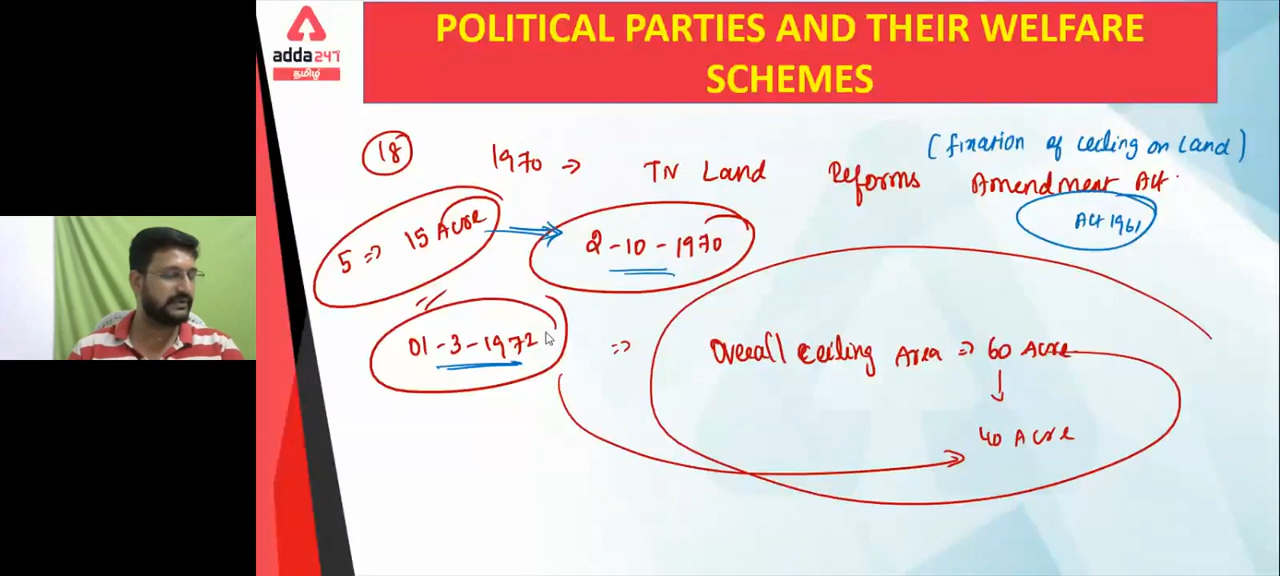 adda247
தமிழ்
POLITICAL PARTIES AND THEIR WELFARE
SCHEMES
18
1970 ⇒ TN Land Reforms Amendment Act.
(fixation of ceiling on Land)
Act 1961
5 ⇒ 15 Acre
2-10-1970
01-3-1972 ⇒
Overall ceiling Area ⇒ 60 Acre
↓
40 Acre